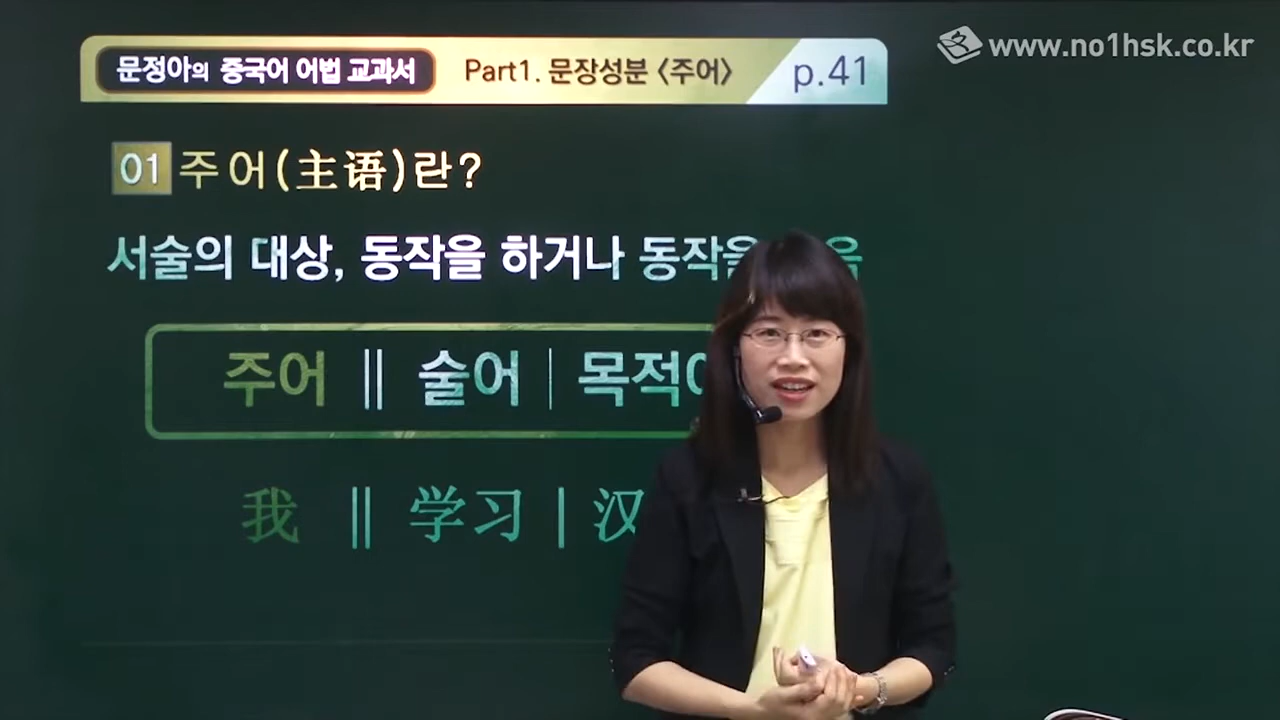 www.no1hsk.co.kr
문정아의 중국어 어법 교과서 Part1. 문장성분 <주어> p.41
01 주어(主语)란?
서술의 대상, 동작을 하거나
주어 || 술어 | 목적어
我 || 学习 |